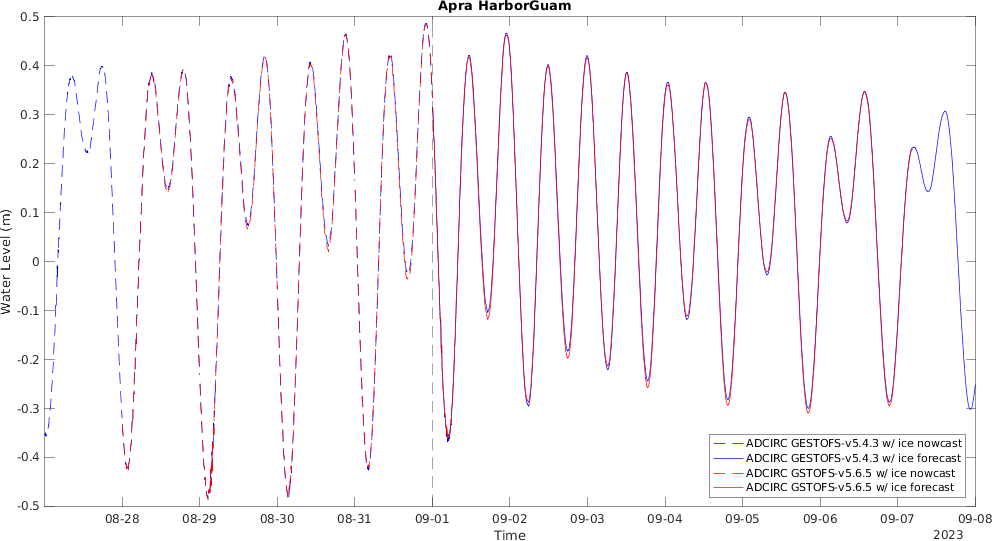 Apra HarborGuam
0.5
0.4
0.3
0.2
0.1
0
-0.1
-0.2
-0.3
-0.4
-0.5
Water Level (m)
08-28 08-29 08-30 08-31 09-01 09-02 09-03 09-04 09-05 09-06 09-07 09-08
Time
2023
ADCIRC GESTOFS-v5.4.3 w/ ice nowcast
ADCIRC GESTOFS-v5.4.3 w/ ice forecast
ADCIRC GSTOFS-v5.6.5 w/ ice nowcast
ADCIRC GSTOFS-v5.6.5 w/ ice forecast